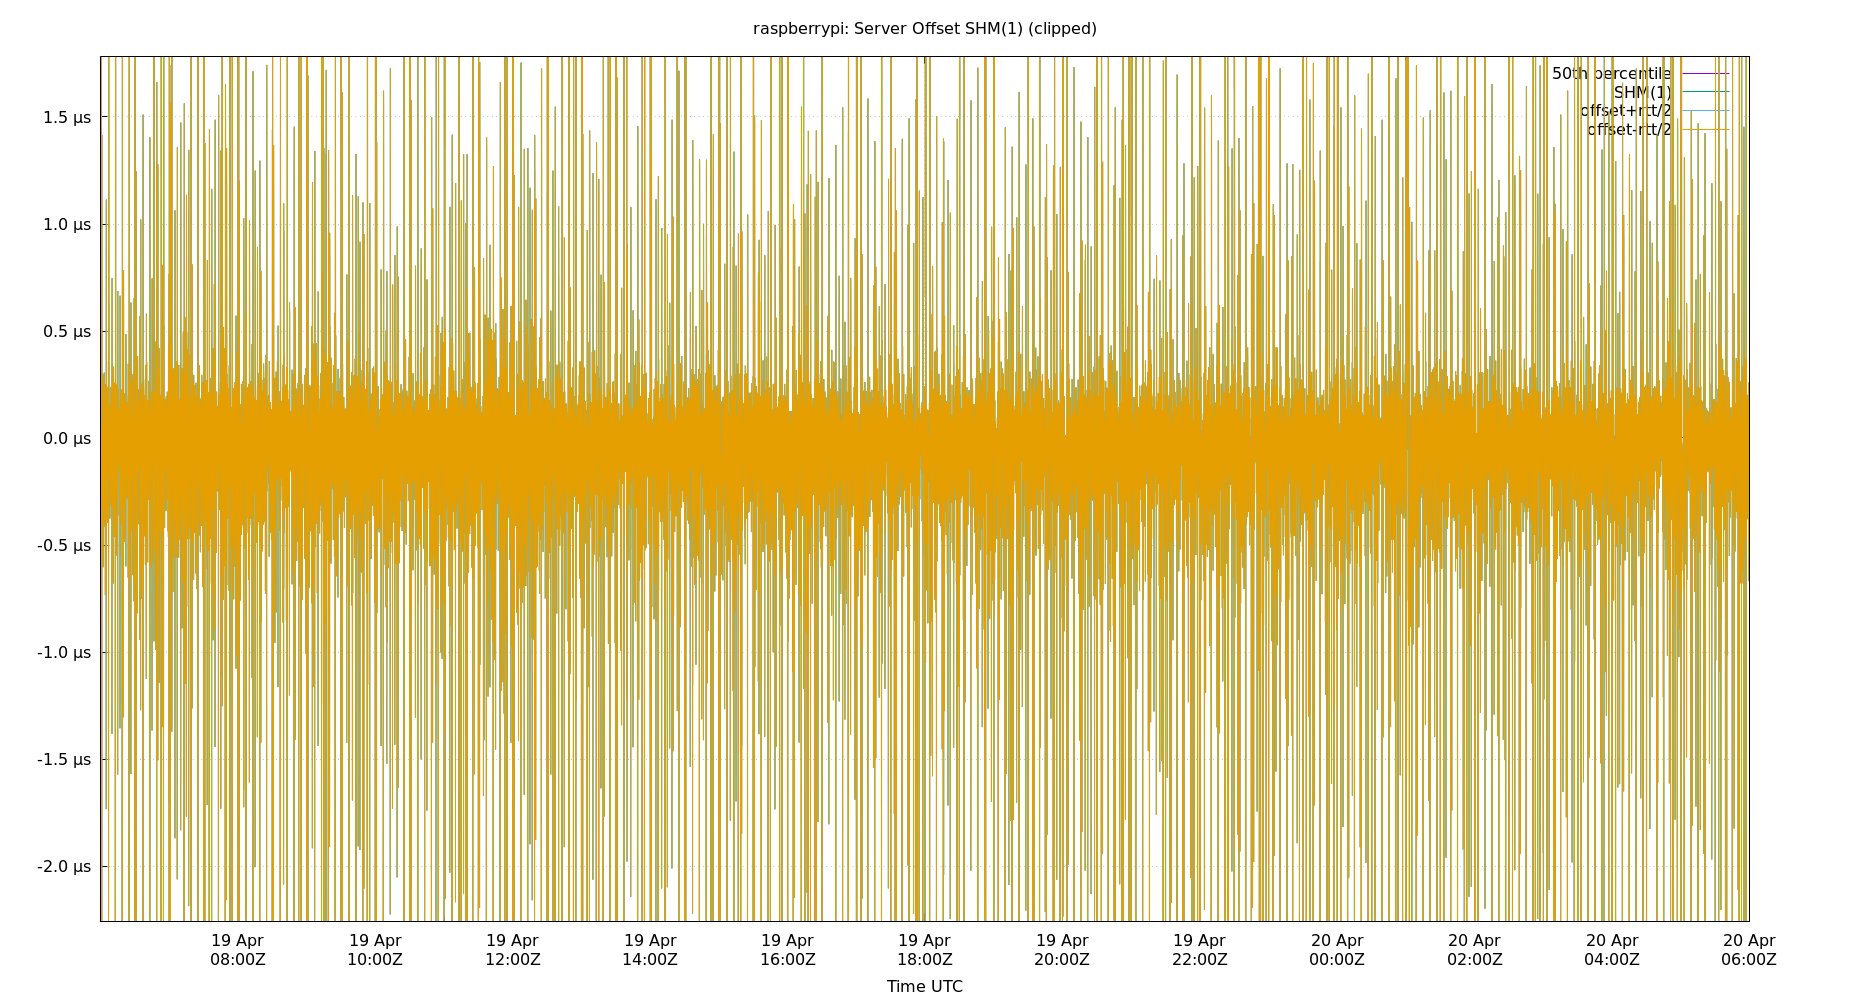 raspberrypi: Server Offset SHM(1) (clipped)
50th percentile
SHM(1)
offset+rtt/2
offset-rtt/2
1.5 µs
1.0 µs
0.5 µs
0.0 µs
-0.5 µs
-1.0 µs
-1.5 µs
-2.0 µs
19 Apr 19 Apr 19 Apr 19 Apr 19 Apr 19 Apr 19 Apr 19 Apr 20 Apr 20 Apr 20 Apr 20 Apr
08:00Z 10:00Z 12:00Z 14:00Z 16:00Z 18:00Z 20:00Z 22:00Z 00:00Z 02:00Z 04:00Z 06:00Z
Time UTC